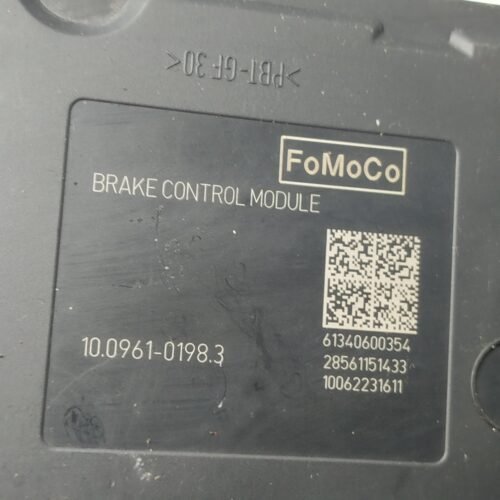 >PBT-GF 30<
FoMoCo
BRAKE CONTROL MODULE
10.0961-0198.3
61340600354
28561151433
10062231611